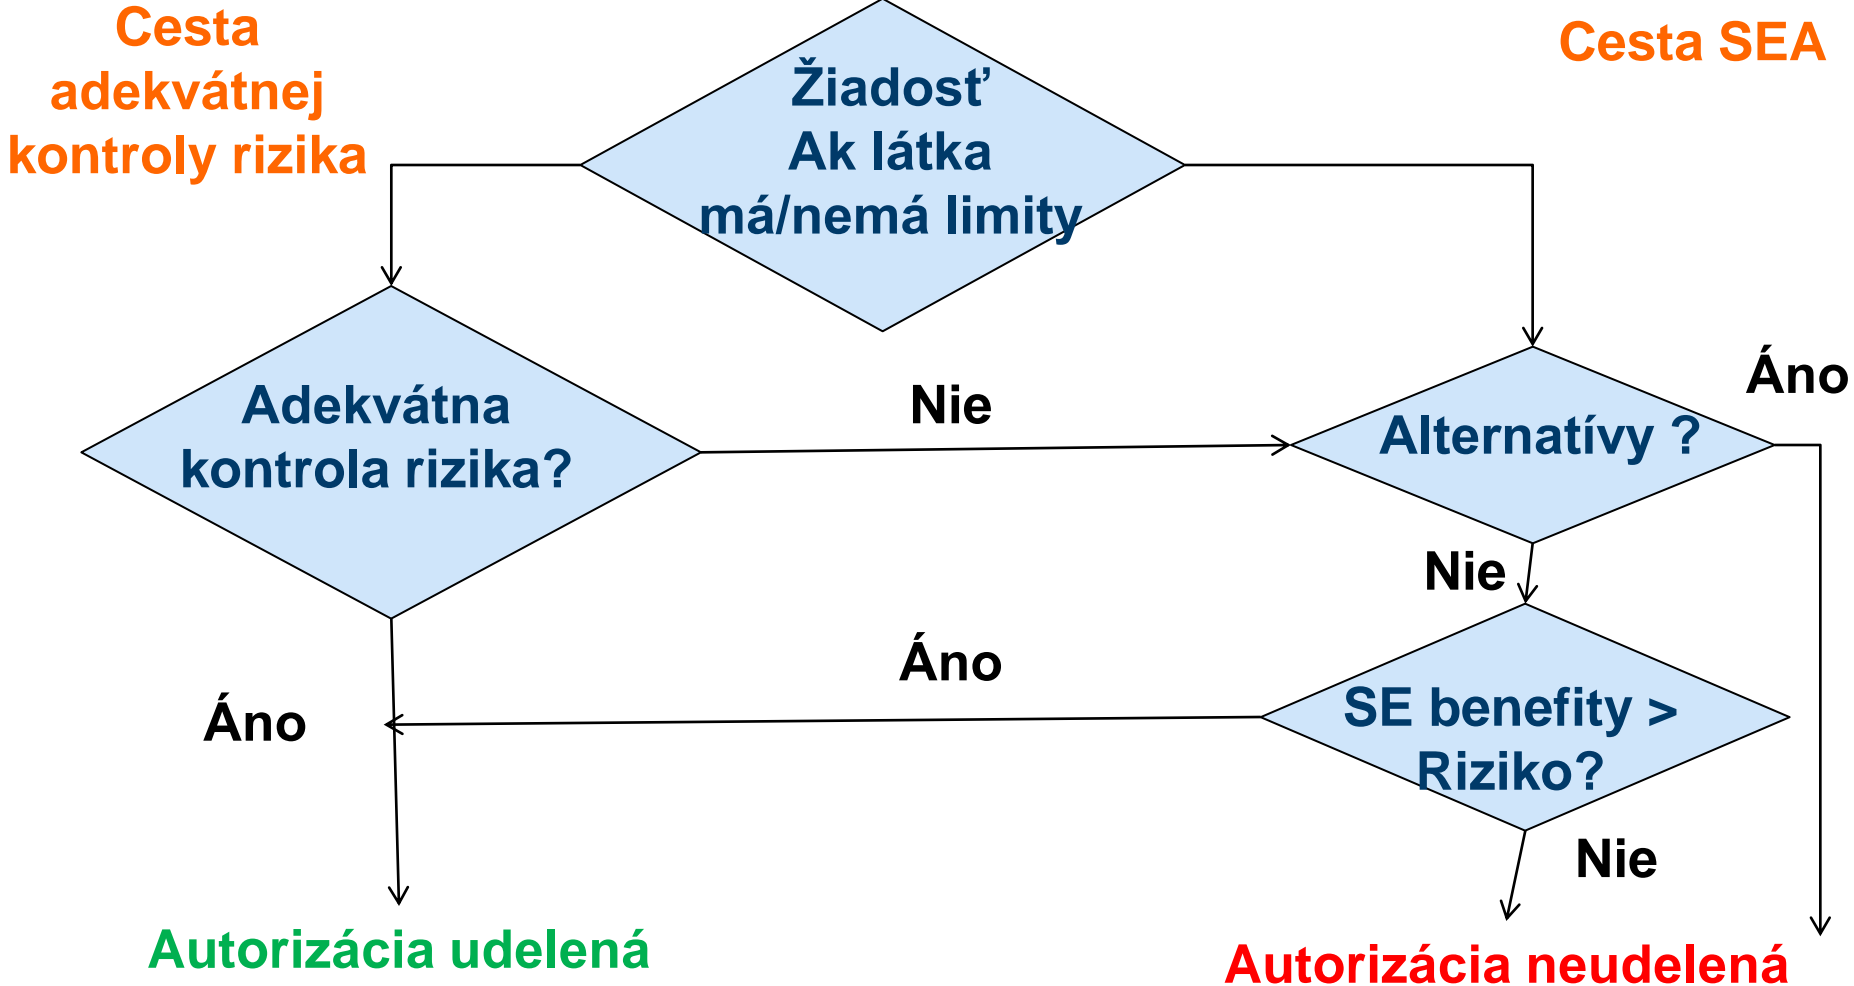 Cesta
adekvátnej
kontroly rizika
Cesta SEA
Žiadosť
Ak látka
má/nemá limity
Adekvátna
kontrola rizika?
Nie
Alternatívy ?
Áno
Nie
Áno
Áno
SE benefity >
Riziko?
Nie
Autorizácia udelená
Autorizácia neudelená